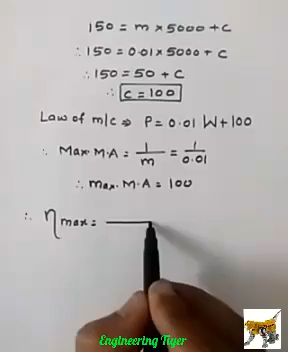 150 = m × 5000 + C
∴ 150 = 0.01 × 5000 + C
∴ 150 = 50 + C
∴ C = 100
Law of m/c ⇒ P = 0.01 W + 100
∴ Max. M.A = 1/m = 1/0.01
∴ max. M.A = 100
∴ η max =
Engineering Tiger